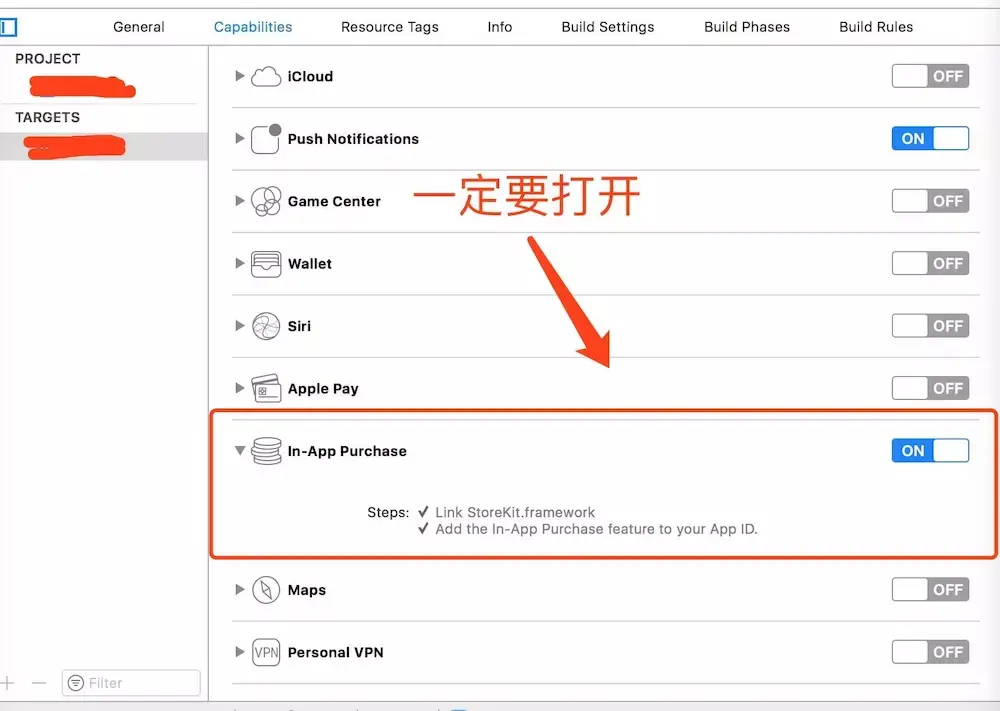 General Capabilities Resource Tags Info Build Settings Build Phases Build Rules
PROJECT
TARGETS
iCloud OFF
Push Notifications ON
Game Center OFF
一定要打开
Wallet OFF
Siri OFF
Apple Pay OFF
In-App Purchase ON
Steps: ✓ Link StoreKit.framework
✓ Add the In-App Purchase feature to your App ID.
Maps OFF
VPN Personal VPN OFF
Filter